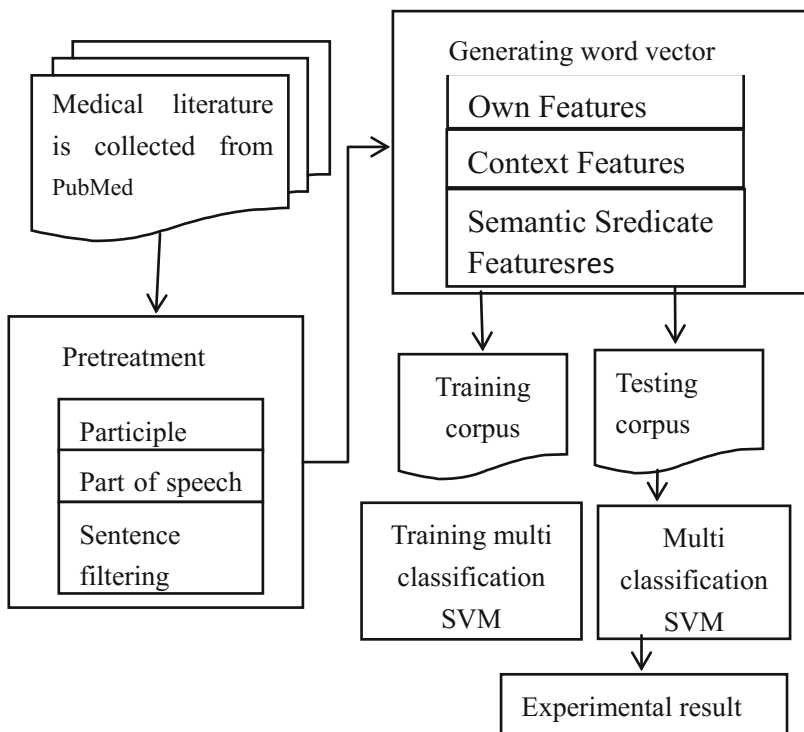 Medical literature
is collected from
PubMed
Pretreatment
Participle
Part of speech
Sentence
filtering
Generating word vector
Own Features
Context Features
Semantic Sredicate
Featuresres
Training
corpus
Testing
corpus
Training multi
classification
SVM
Multi
classification
SVM
Experimental result